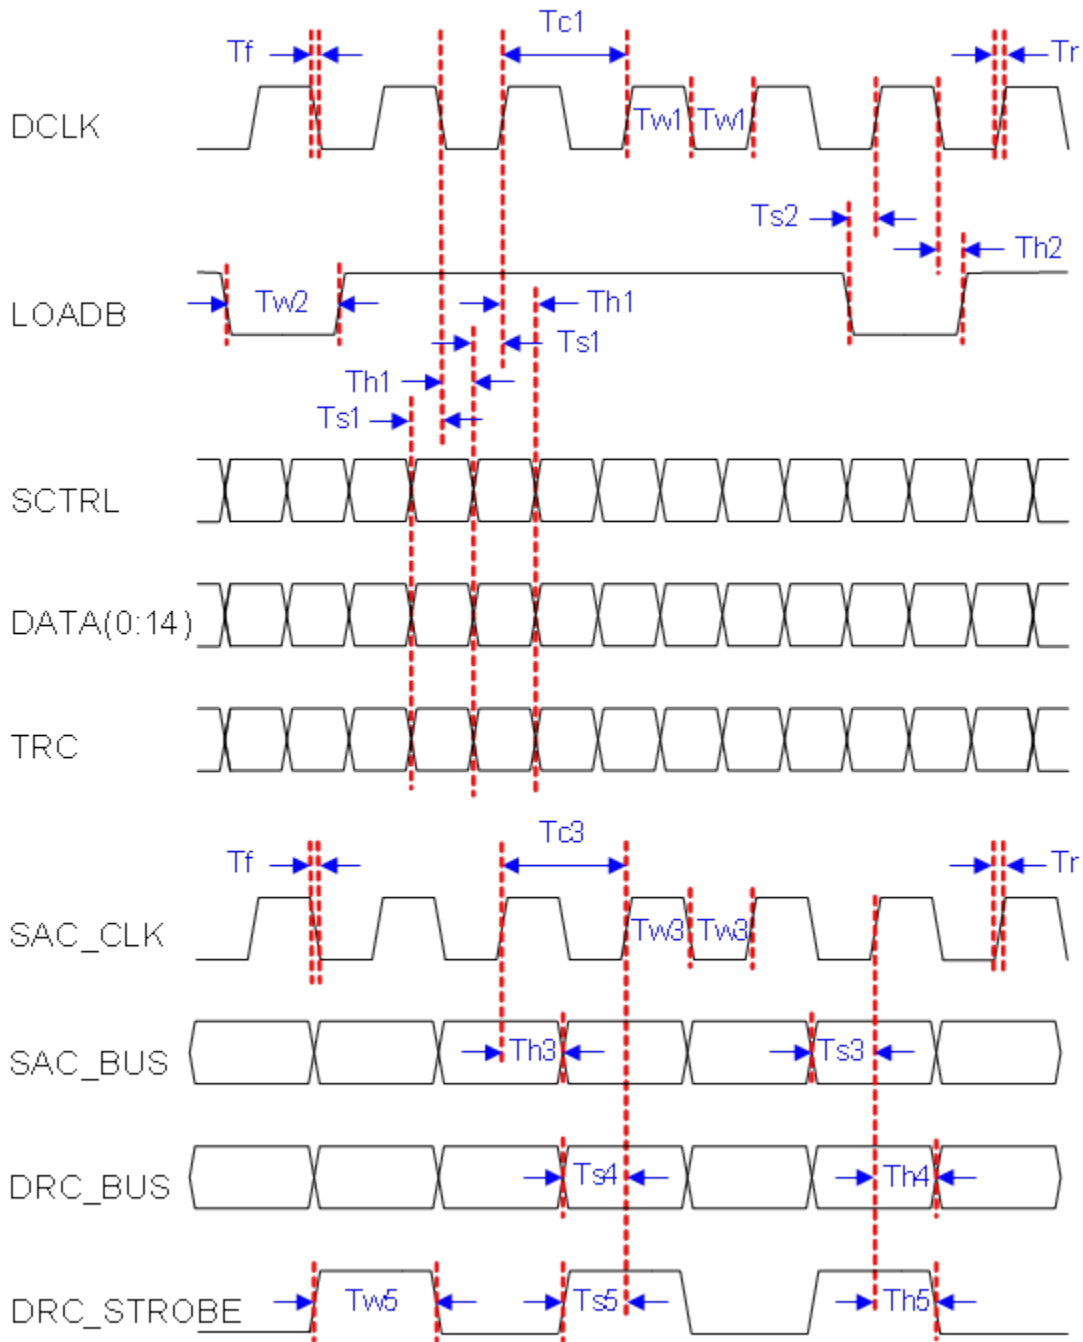 Tc1
Tf
Tr
DCLK
Tw1
Tw1
Ts2
Th2
LOADB
Tw2
Th1
Ts1
Th1
Ts1
SCTRL
DATA(0:14)
TRC
Tc3
Tf
Tr
SAC_CLK
Tw3
Tw3
SAC_BUS
Th3
Ts3
DRC_BUS
Ts4
Th4
DRC_STROBE
Tw5
Ts5
Th5